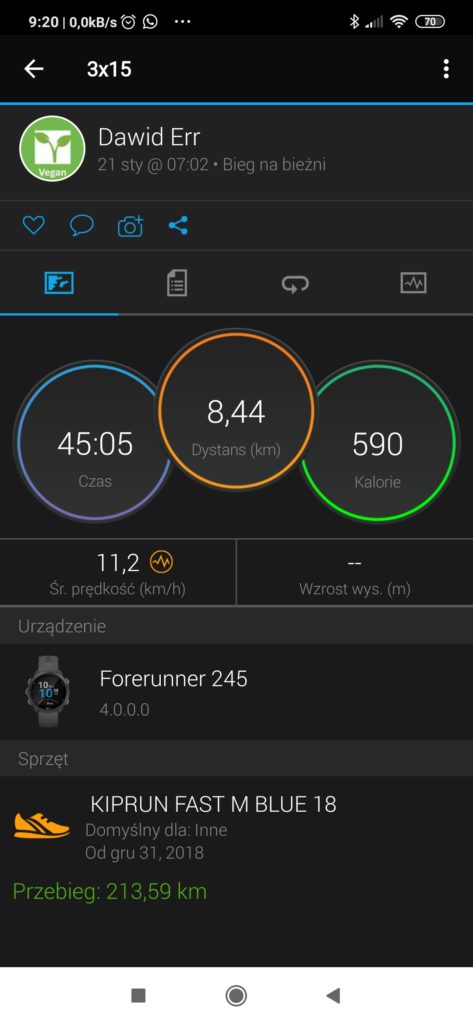 9:20 | 0,0kB/s ... 70
3x15
Vegan
Dawid Err
21 sty @ 07:02 • Bieg na bieżni
45:05
Czas
8,44
Dystans (km)
590
Kalorie
11,2
Śr. prędkość (km/h)
--
Wzrost wys. (m)
Urządzenie
10
10
Forerunner 245
4.0.0.0
Sprzęt
KIPRUN FAST M BLUE 18
Domyślny dla: Inne
Od gru 31, 2018
Przebieg: 213,59 km